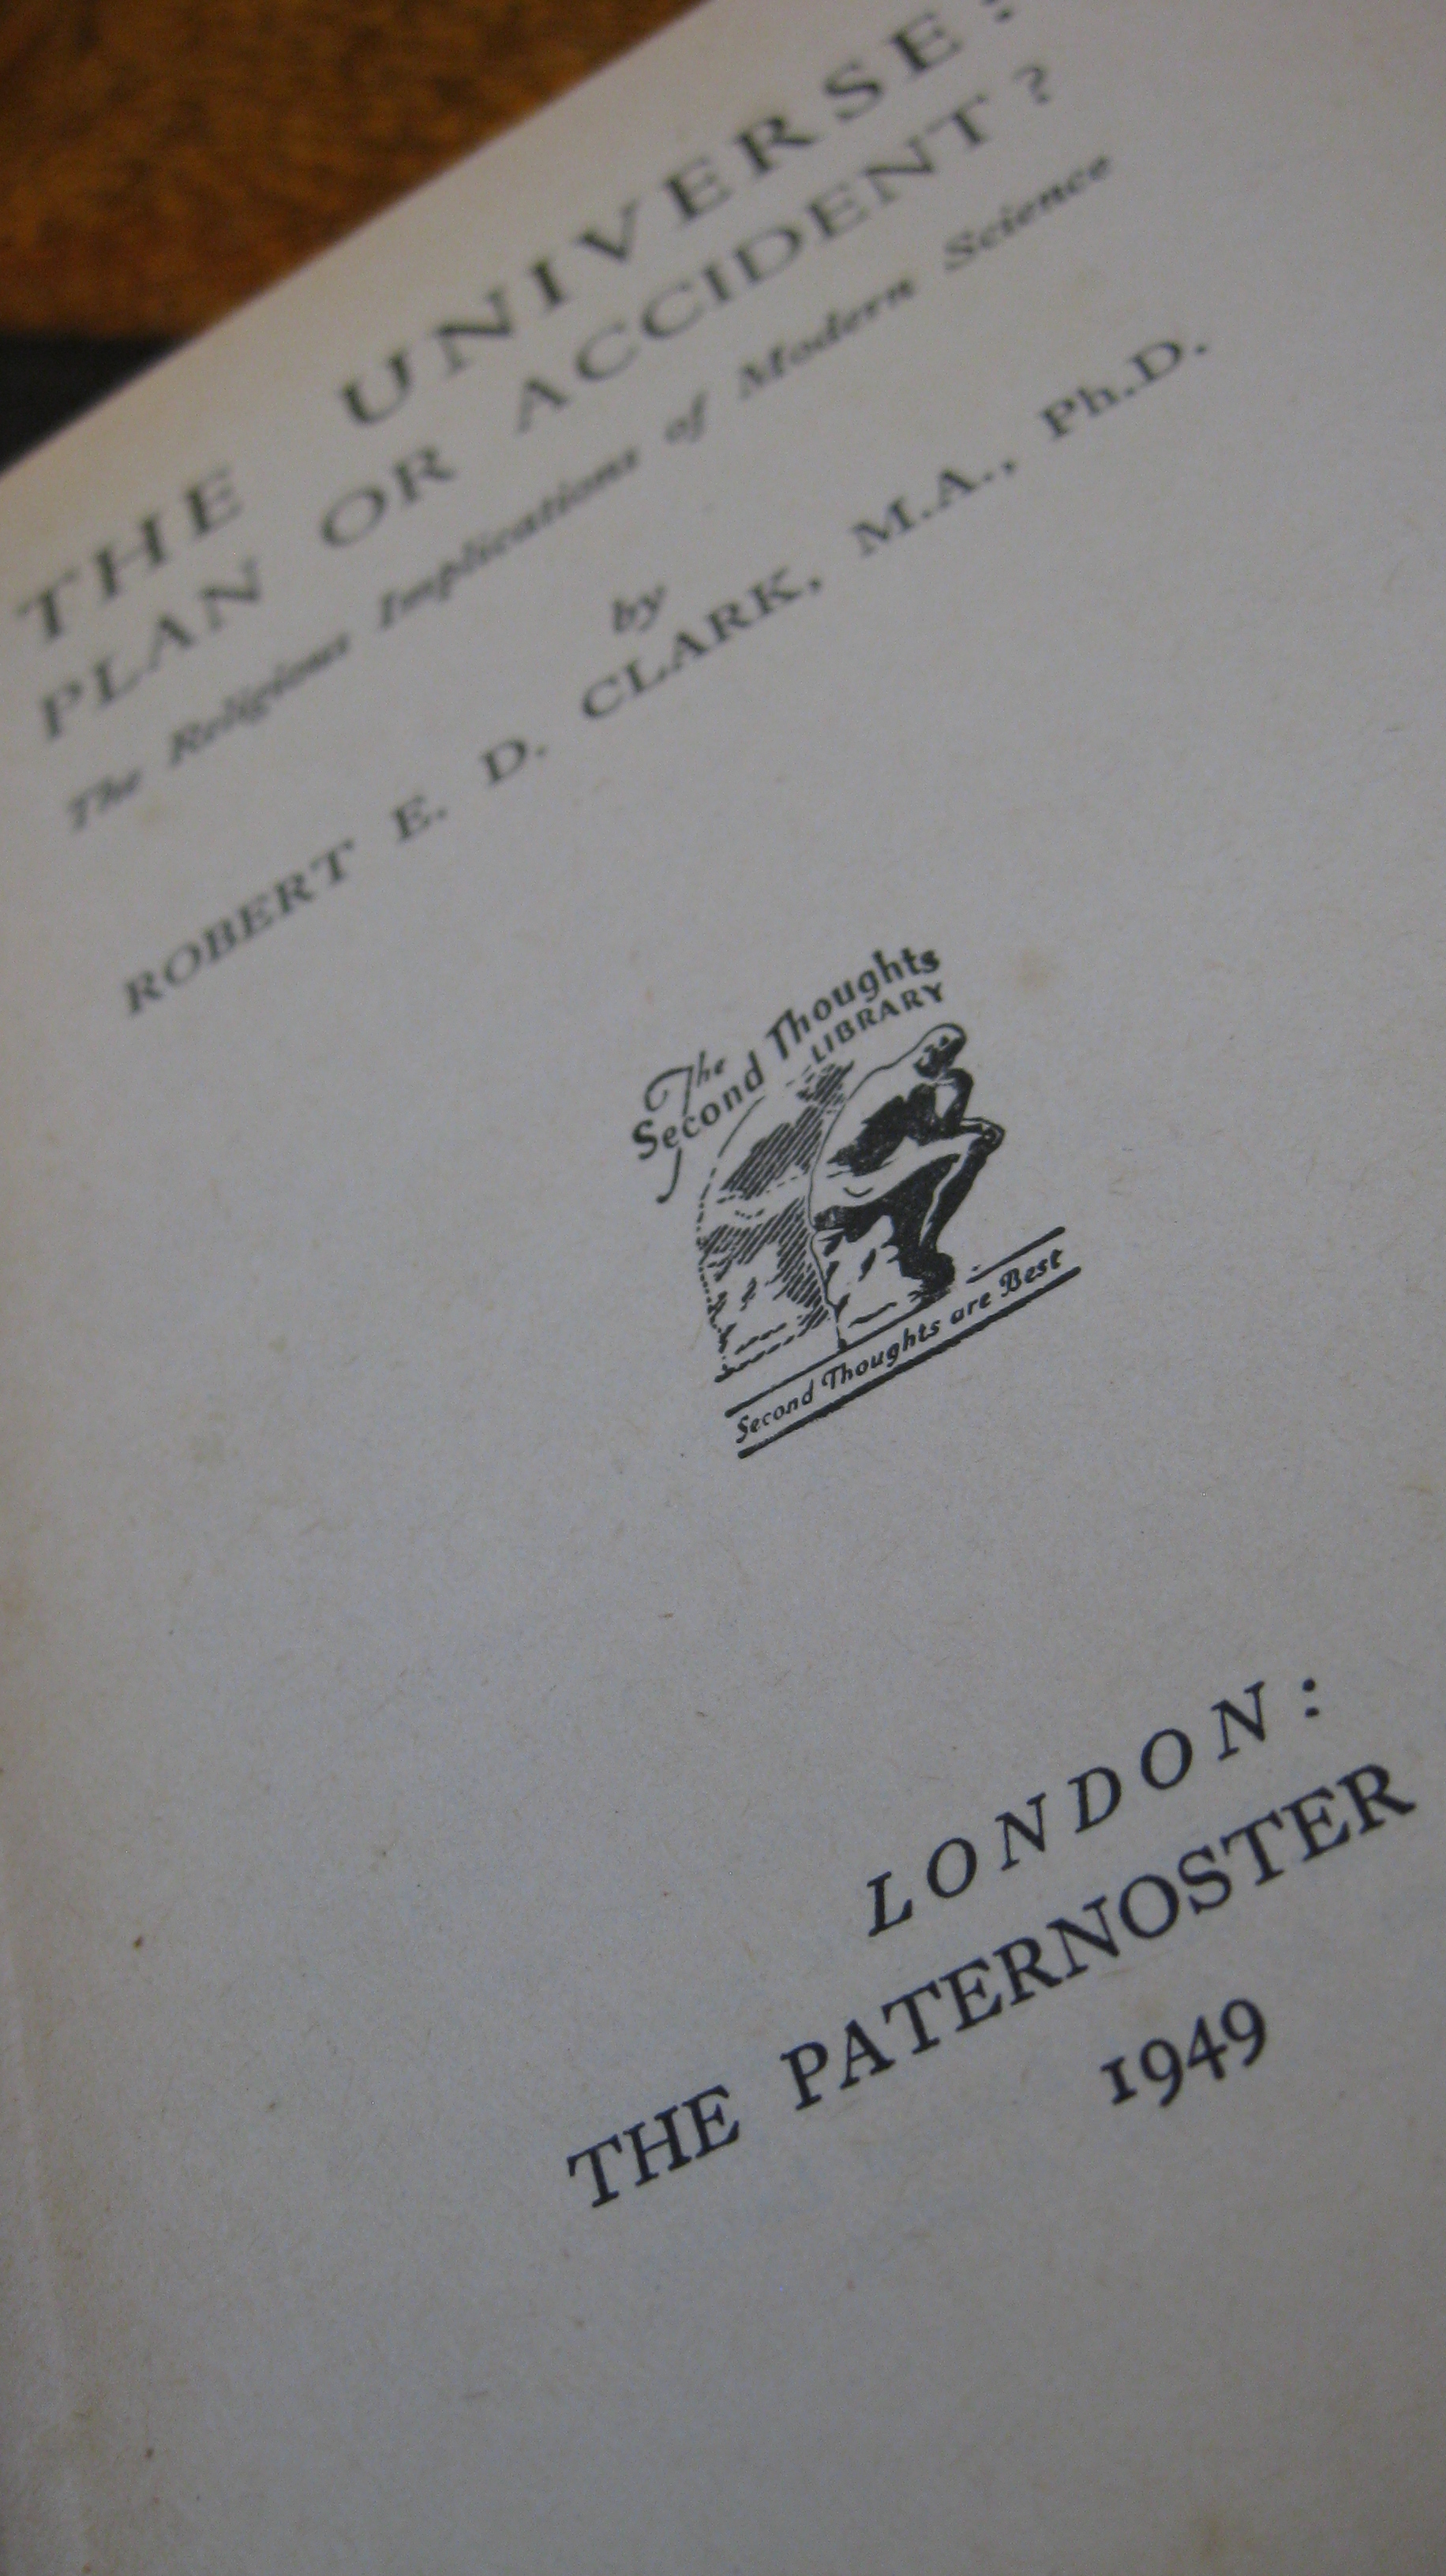 THE UNIVERSE:
PLAN OR ACCIDENT?
The Religious Implications of Modern Science
by
ROBERT E. D. CLARK, M.A., Ph.D.
The
Second Thoughts
LIBRARY
Second Thoughts are Best
LONDON:
THE PATERNOSTER
1949